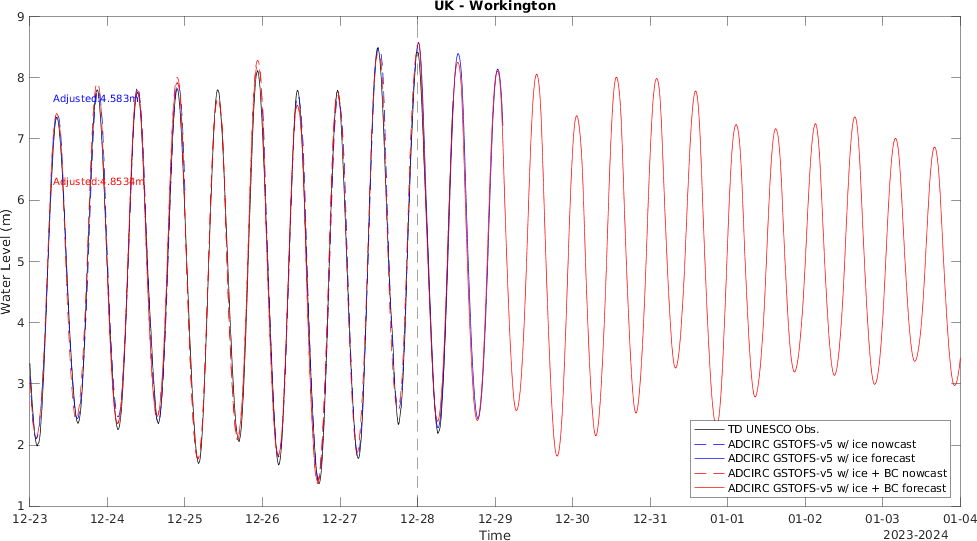 UK - Workington
9
8
7
6
5
4
3
2
1
Water Level (m)
Adjusted:4.583m
Adjusted:4.8534m
TD UNESCO Obs.
ADCIRC GSTOFS-v5 w/ ice nowcast
ADCIRC GSTOFS-v5 w/ ice forecast
ADCIRC GSTOFS-v5 w/ ice + BC nowcast
ADCIRC GSTOFS-v5 w/ ice + BC forecast
12-23 12-24 12-25 12-26 12-27 12-28 12-29 12-30 12-31 01-01 01-02 01-03 01-04
Time 2023-2024